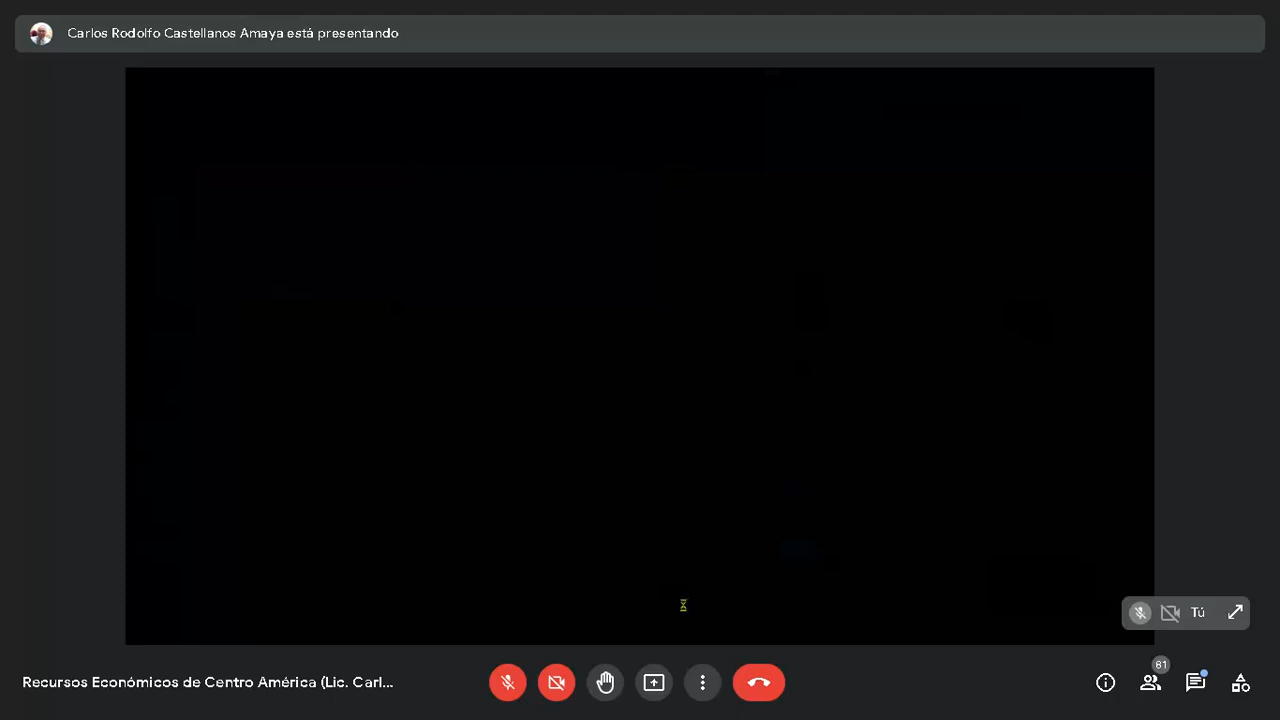 Carlos Rodolfo Castellanos Amaya está presentando
Tú
61
Recursos Económicos de Centro América (Lic. Carl...